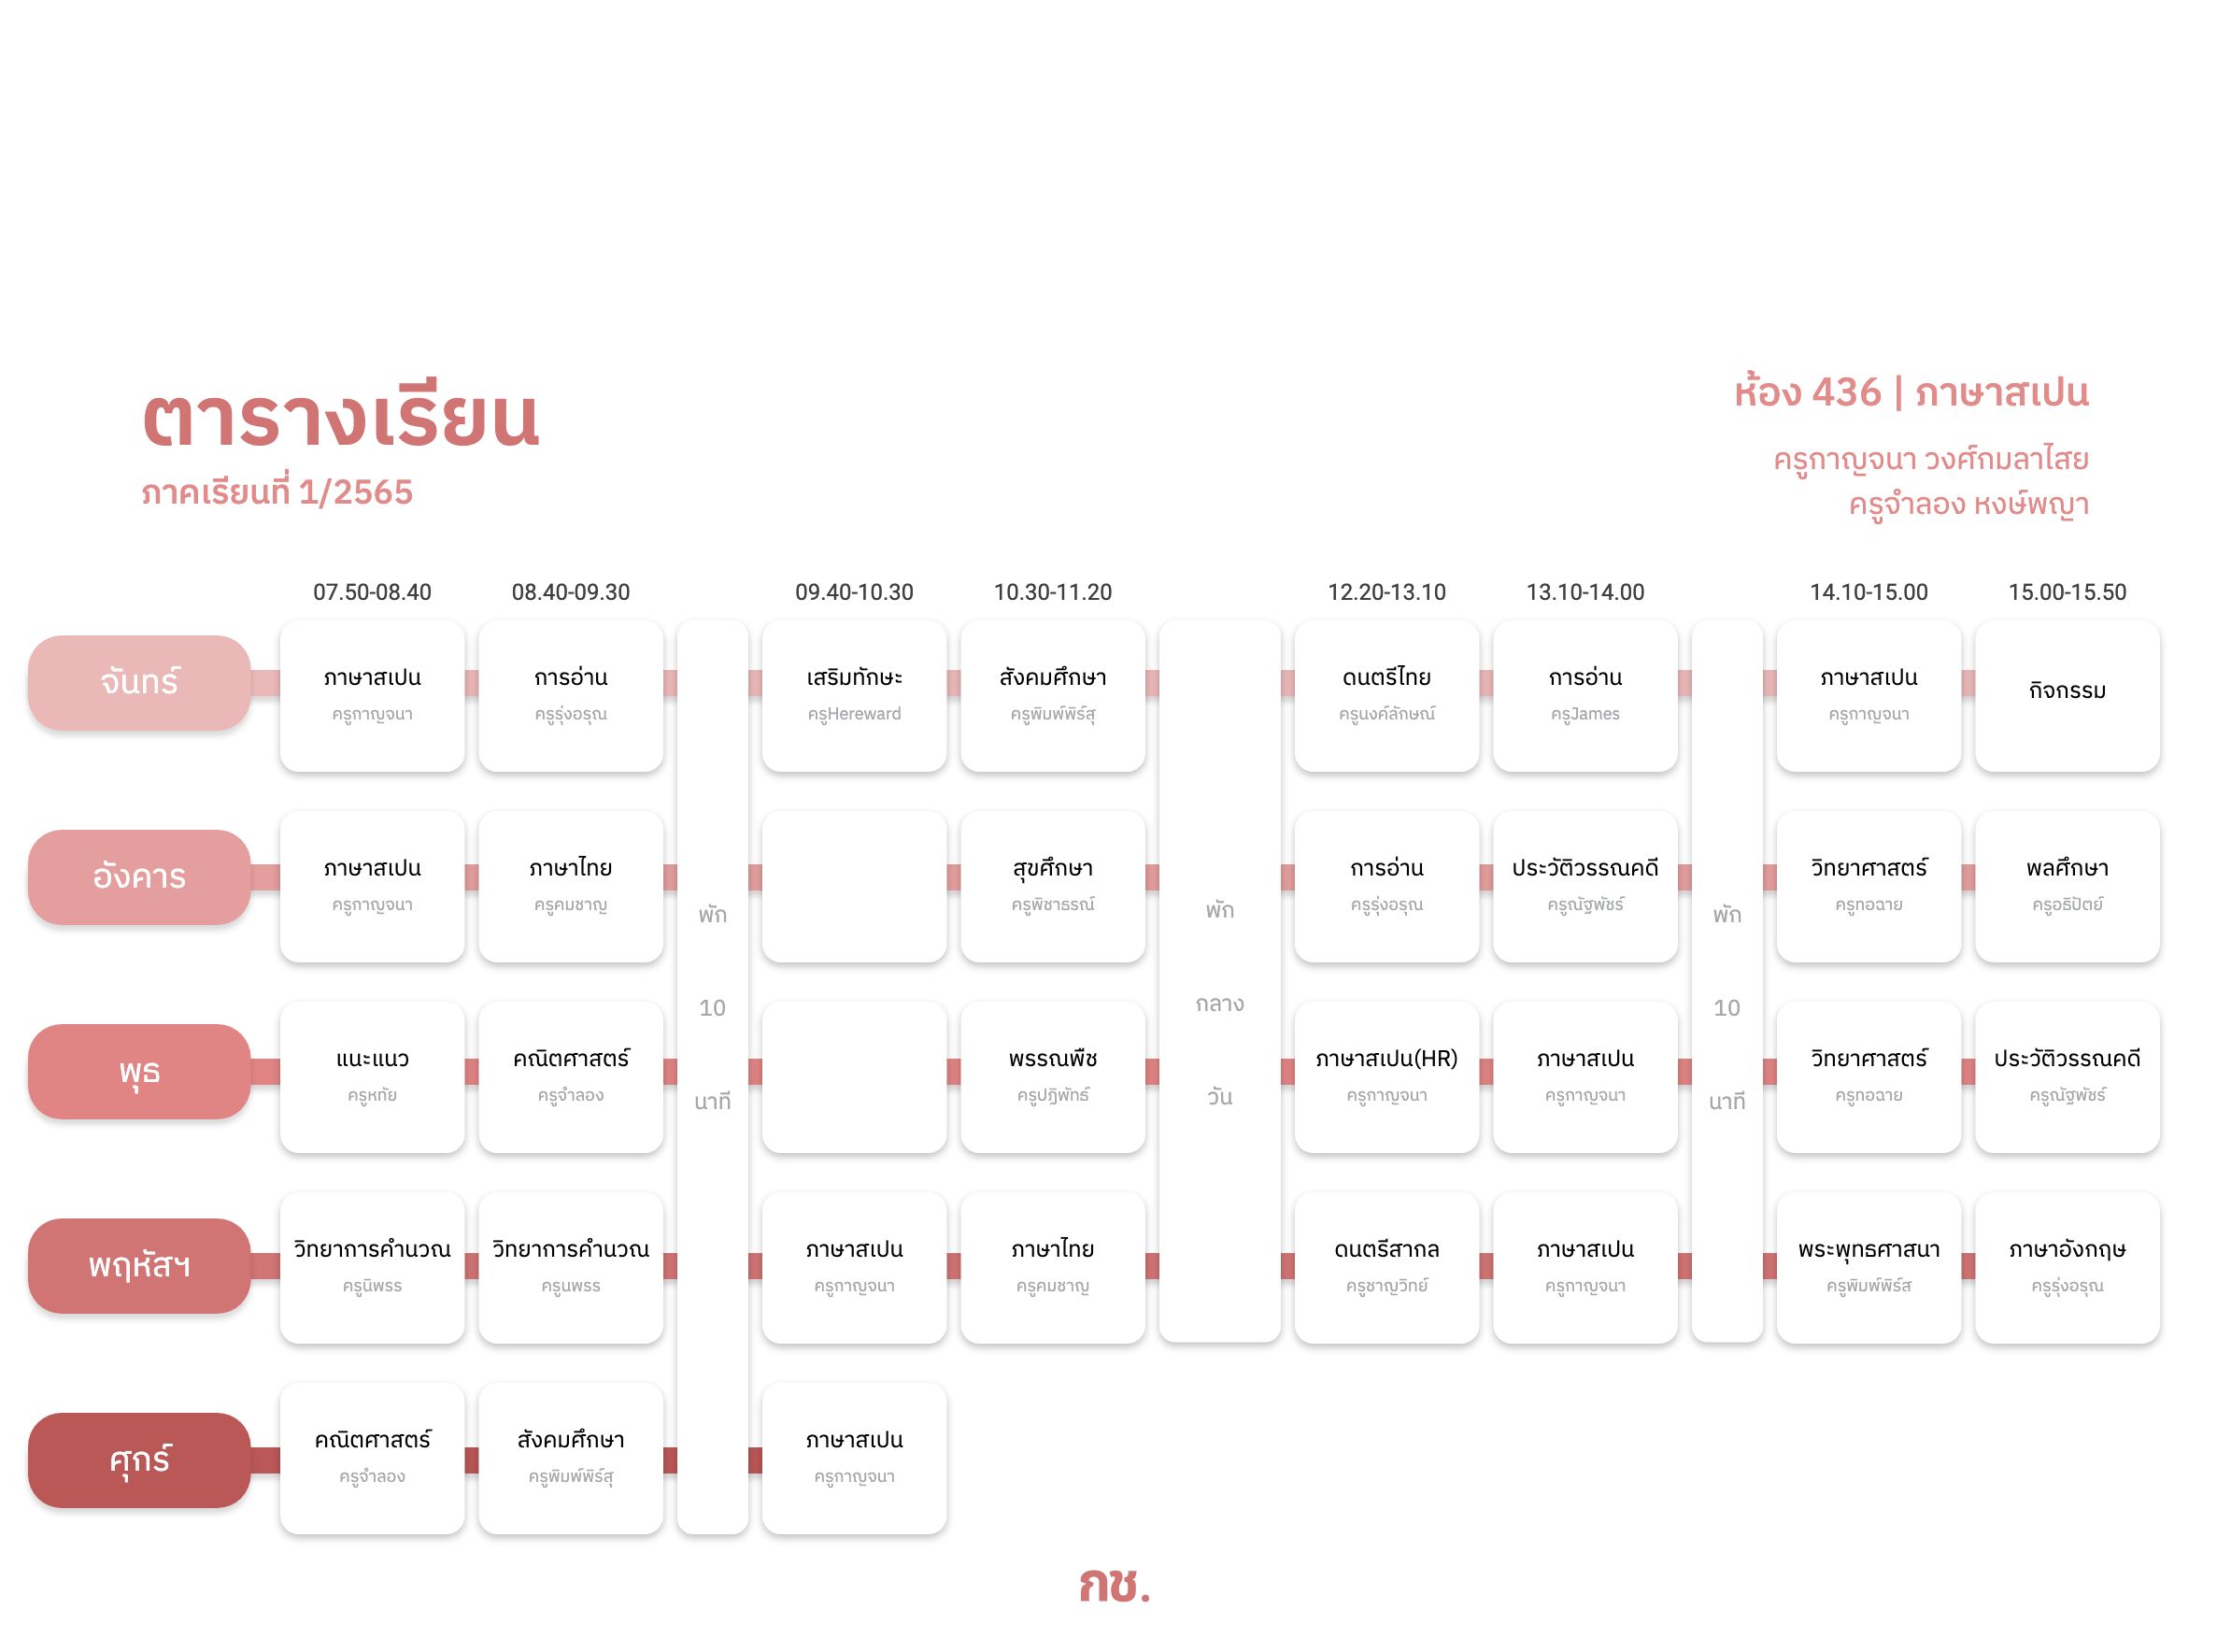 ตารางเรียน
ภาคเรียนที่ 1/2565
ห้อง 436 | ภาษาสเปน
ครูกาญจนา วงศ์กมลาไสย
ครูจำลอง หงษ์พญา
07.50-08.40 08.40-09.30 09.40-10.30 10.30-11.20 12.20-13.10 13.10-14.00 14.10-15.00 15.00-15.50
จันทร์
ภาษาสเปน การอ่าน เสริมทักษะ สังคมศึกษา ดนตรีไทย การอ่าน ภาษาสเปน กิจกรรม
ครูกาญจนา ครูรุ่งอรุณ ครูHereward ครูพิมพ์พิร์สุ ครูนงค์ลักษณ์ ครูJames ครูกาญจนา
อังคาร
ภาษาสเปน ภาษาไทย สุขศึกษา การอ่าน ประวัติวรรณคดี วิทยาศาสตร์ พลศึกษา
ครูกาญจนา ครูคมชาญ ครูพิชาธรณ์ ครูรุ่งอรุณ ครูณัฐพัชร์ ครูทอฉาย ครูอธิปัตย์
พัก
10
นาที
พัก
กลาง
วัน
พัก
10
นาที
พุธ
แนะแนว คณิตศาสตร์ พรรณพืช ภาษาสเปน(HR) ภาษาสเปน วิทยาศาสตร์ ประวัติวรรณคดี
ครูหทัย ครูจำลอง ครูปฏิพัทธ์ ครูกาญจนา ครูกาญจนา ครูทอฉาย ครูณัฐพัชร์
พฤหัสฯ
วิทยาการคำนวณ วิทยาการคำนวณ ภาษาสเปน ภาษาไทย ดนตรีสากล ภาษาสเปน พระพุทธศาสนา ภาษาอังกฤษ
ครูนิพรร ครูนพรร ครูกาญจนา ครูคมชาญ ครูชาญวิทย์ ครูกาญจนา ครูพิมพ์พิร์ส ครูรุ่งอรุณ
ศุกร์
คณิตศาสตร์ สังคมศึกษา ภาษาสเปน
ครูจำลอง ครูพิมพ์พิร์สุ ครูกาญจนา
กช.